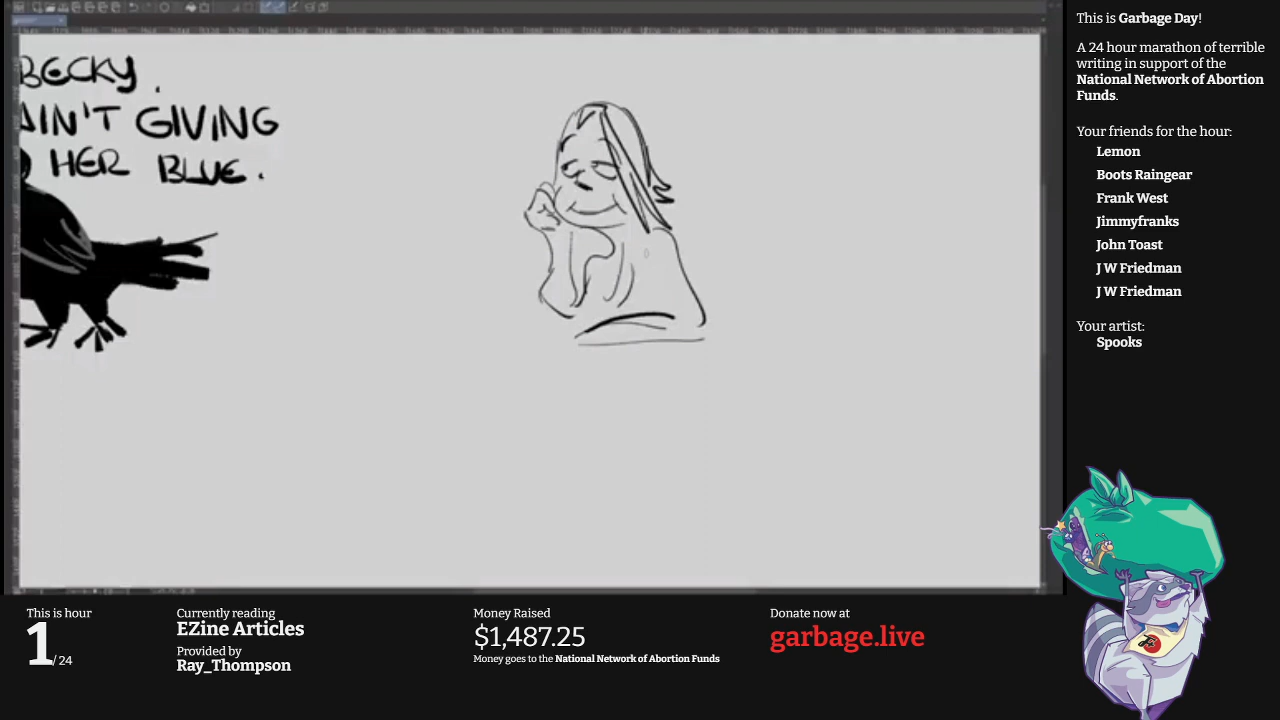 BECKY.
AIN'T GIVING
HER BLUE.
This is Garbage Day!
A 24 hour marathon of terrible
writing in support of the
National Network of Abortion
Funds.
Your friends for the hour:
Lemon
Boots Raingear
Frank West
Jimmyfranks
John Toast
J W Friedman
J W Friedman
Your artist:
Spooks
This is hour
1/ 24
Currently reading
EZine Articles
Provided by
Ray_Thompson
Money Raised
$1,487.25
Money goes to the National Network of Abortion Funds
Donate now at
garbage.live